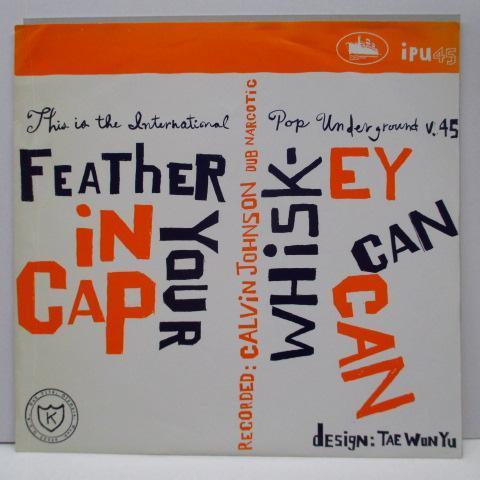 ipu45
This is the International Pop Underground v. 45
FEATHER
iN YOUR
CAP
RECORDED: CALViN JOHNSON DUB NARCOTiC
WHiSK-
EY
CAN
CAN
K
design: TAE WON YU